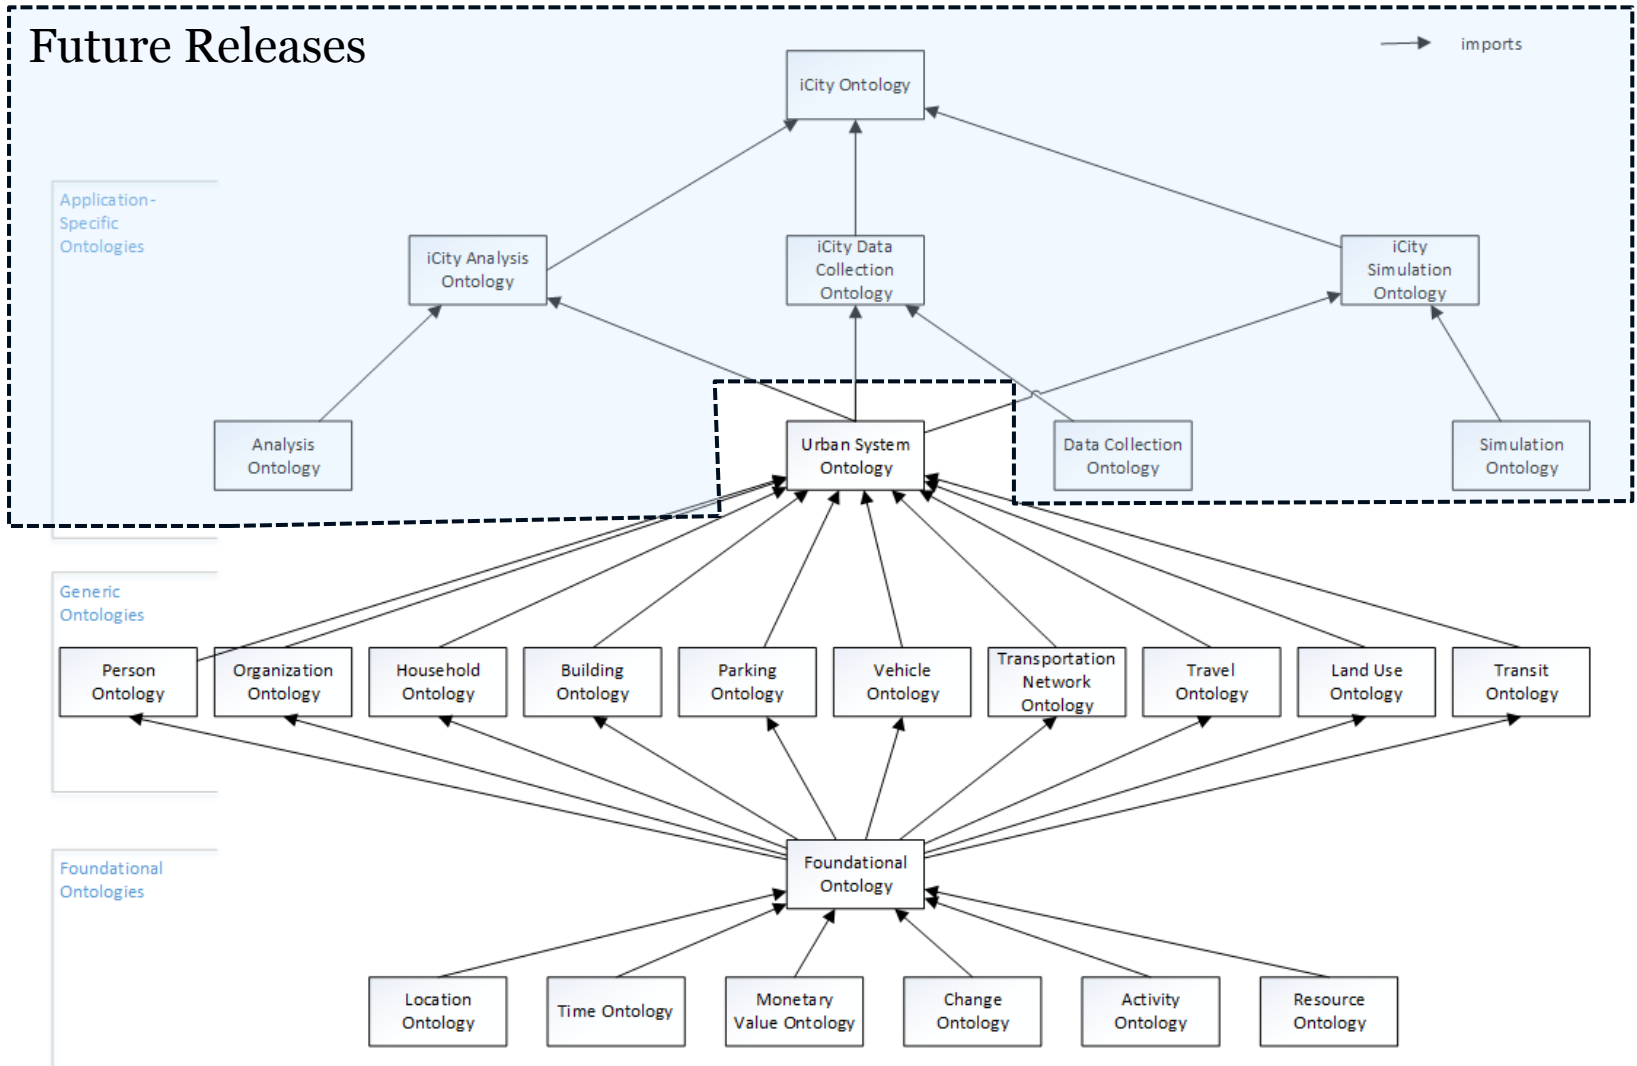 Future Releases
imports
iCity Ontology
Application-
Specific
Ontologies
iCity Analysis
Ontology
iCity Data
Collection
Ontology
iCity
Simulation
Ontology
Analysis
Ontology
Urban System
Ontology
Data Collection
Ontology
Simulation
Ontology
Generic
Ontologies
Person
Ontology
Organization
Ontology
Household
Ontology
Building
Ontology
Parking
Ontology
Vehicle
Ontology
Transportation
Network
Ontology
Travel
Ontology
Land Use
Ontology
Transit
Ontology
Foundational
Ontologies
Foundational
Ontology
Location
Ontology
Time Ontology
Monetary
Value Ontology
Change
Ontology
Activity
Ontology
Resource
Ontology